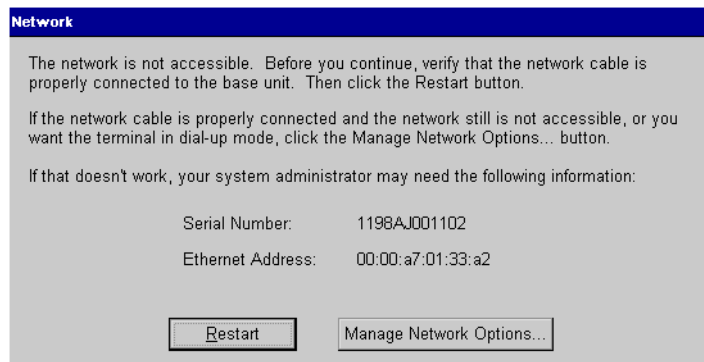 Network
The network is not accessible. Before you continue, verify that the network cable is
properly connected to the base unit. Then click the Restart button.
If the network cable is properly connected and the network still is not accessible, or you
want the terminal in dial-up mode, click the Manage Network Options... button.
If that doesn't work, your system administrator may need the following information:
Serial Number: 1198AJ001102
Ethernet Address: 00:00:a7:01:33:a2
Restart Manage Network Options...